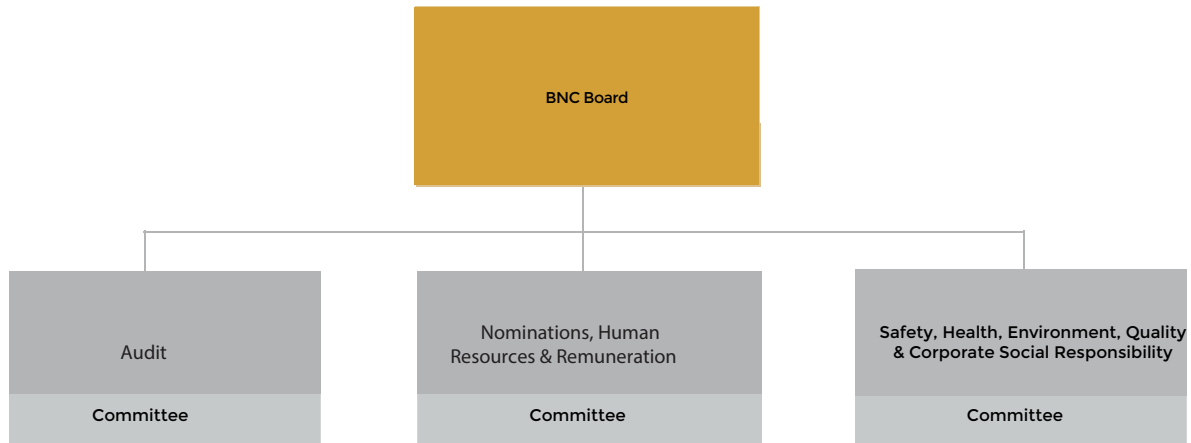 BNC Board
Audit
Nominations, Human
Resources & Remuneration
Safety, Health, Environment, Quality
& Corporate Social Responsibility
Committee
Committee
Committee